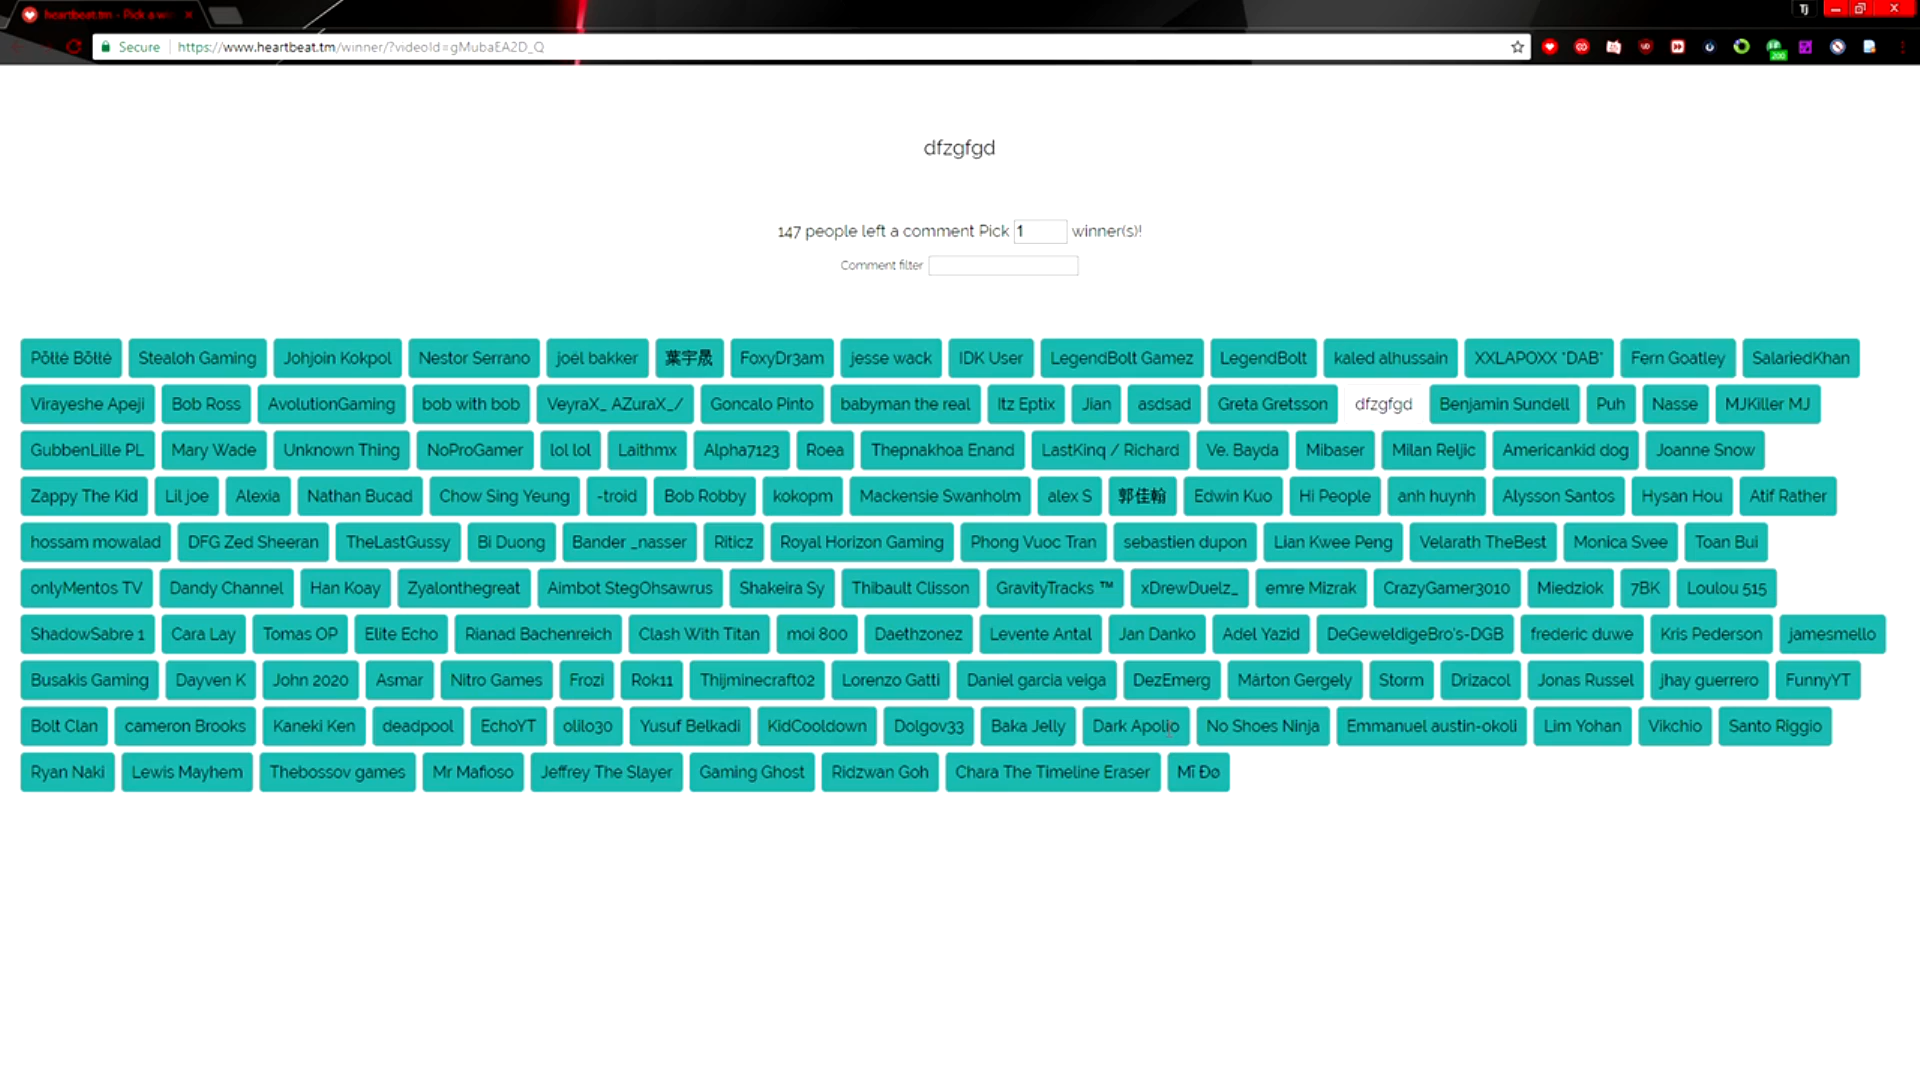 heartbeat.tm - Pick a
Tj
Secure https://www.heartbeat.tm/winner/?videoId=gMubaEA2D_Q
200
dfzgfgd
147 people left a comment Pick 1 winner(s)!
Comment filter
Pôłłé Bôłłé Stealoh Gaming Johjoin Kokpol Nestor Serrano joël bakker 葉宇晟 FoxyDr3am jesse wack IDK User LegendBolt Gamez LegendBolt kaled alhussain XXLAPOXX "DAB" Fern Goatley SalariedKhan
Virayeshe Apeji Bob Ross AvolutionGaming bob with bob VeyraX_ AZuraX_/ Goncalo Pinto babyman the real Itz Eptix Jian asdsad Greta Gretsson dfzgfgd Benjamin Sundell Puh Nasse MJKiller MJ
GubbenLille PL Mary Wade Unknown Thing NoProGamer lol lol Laithmx Alpha7123 Roea Thepnakhoa Enand LastKinq / Richard Ve. Bayda Mibaser Milan Reljic Americankid dog Joanne Snow
Zappy The Kid Lil joe Alexia Nathan Bucad Chow Sing Yeung -troid Bob Robby kokopm Mackensie Swanholm alex S 郭佳翰 Edwin Kuo Hi People anh huynh Alysson Santos Hysan Hou Atif Rather
hossam mowalad DFG Zed Sheeran TheLastGussy Bi Duong Bander _nasser Riticz Royal Horizon Gaming Phong Vuoc Tran sebastien dupon Lian Kwee Peng Velarath TheBest Monica Svee Toan Bui
onlyMent0s TV Dandy Channel Han Koay Zyalonthegreat Aimbot StegOhsawrus Shakeira Sy Thibault Clisson GravityTracks ™ xDrewDuelz_ emre Mizrak CrazyGamer3010 Miedziok 7BK Loulou 515
ShadowSabre 1 Cara Lay Tomas OP Elite Echo Rianad Bachenreich Clash With Titan moi 800 Daethzonez Levente Antal Jan Danko Adel Yazid DeGeweldigeBro's-DGB frederic duwe Kris Pederson jamesmello
Busakis Gaming Dayven K John 2020 Asmar Nitro Games Frozi Rok11 Thijminecraft02 Lorenzo Gatti Daniel garcia veiga DezEmerg Márton Gergely Storm Drizacol Jonas Russel jhay guerrero FunnyYT
Bolt Clan cameron Brooks Kaneki Ken deadpool EchoYT olilo30 Yusuf Belkadi KidCooldown Dolgov33 Baka Jelly Dark Apollo No Shoes Ninja Emmanuel austin-okoli Lim Yohan Vikchio Santo Riggio
Ryan Naki Lewis Mayhem Thebossov games Mr Mafioso Jeffrey The Slayer Gaming Ghost Ridzwan Goh Chara The Timeline Eraser Mî Đø